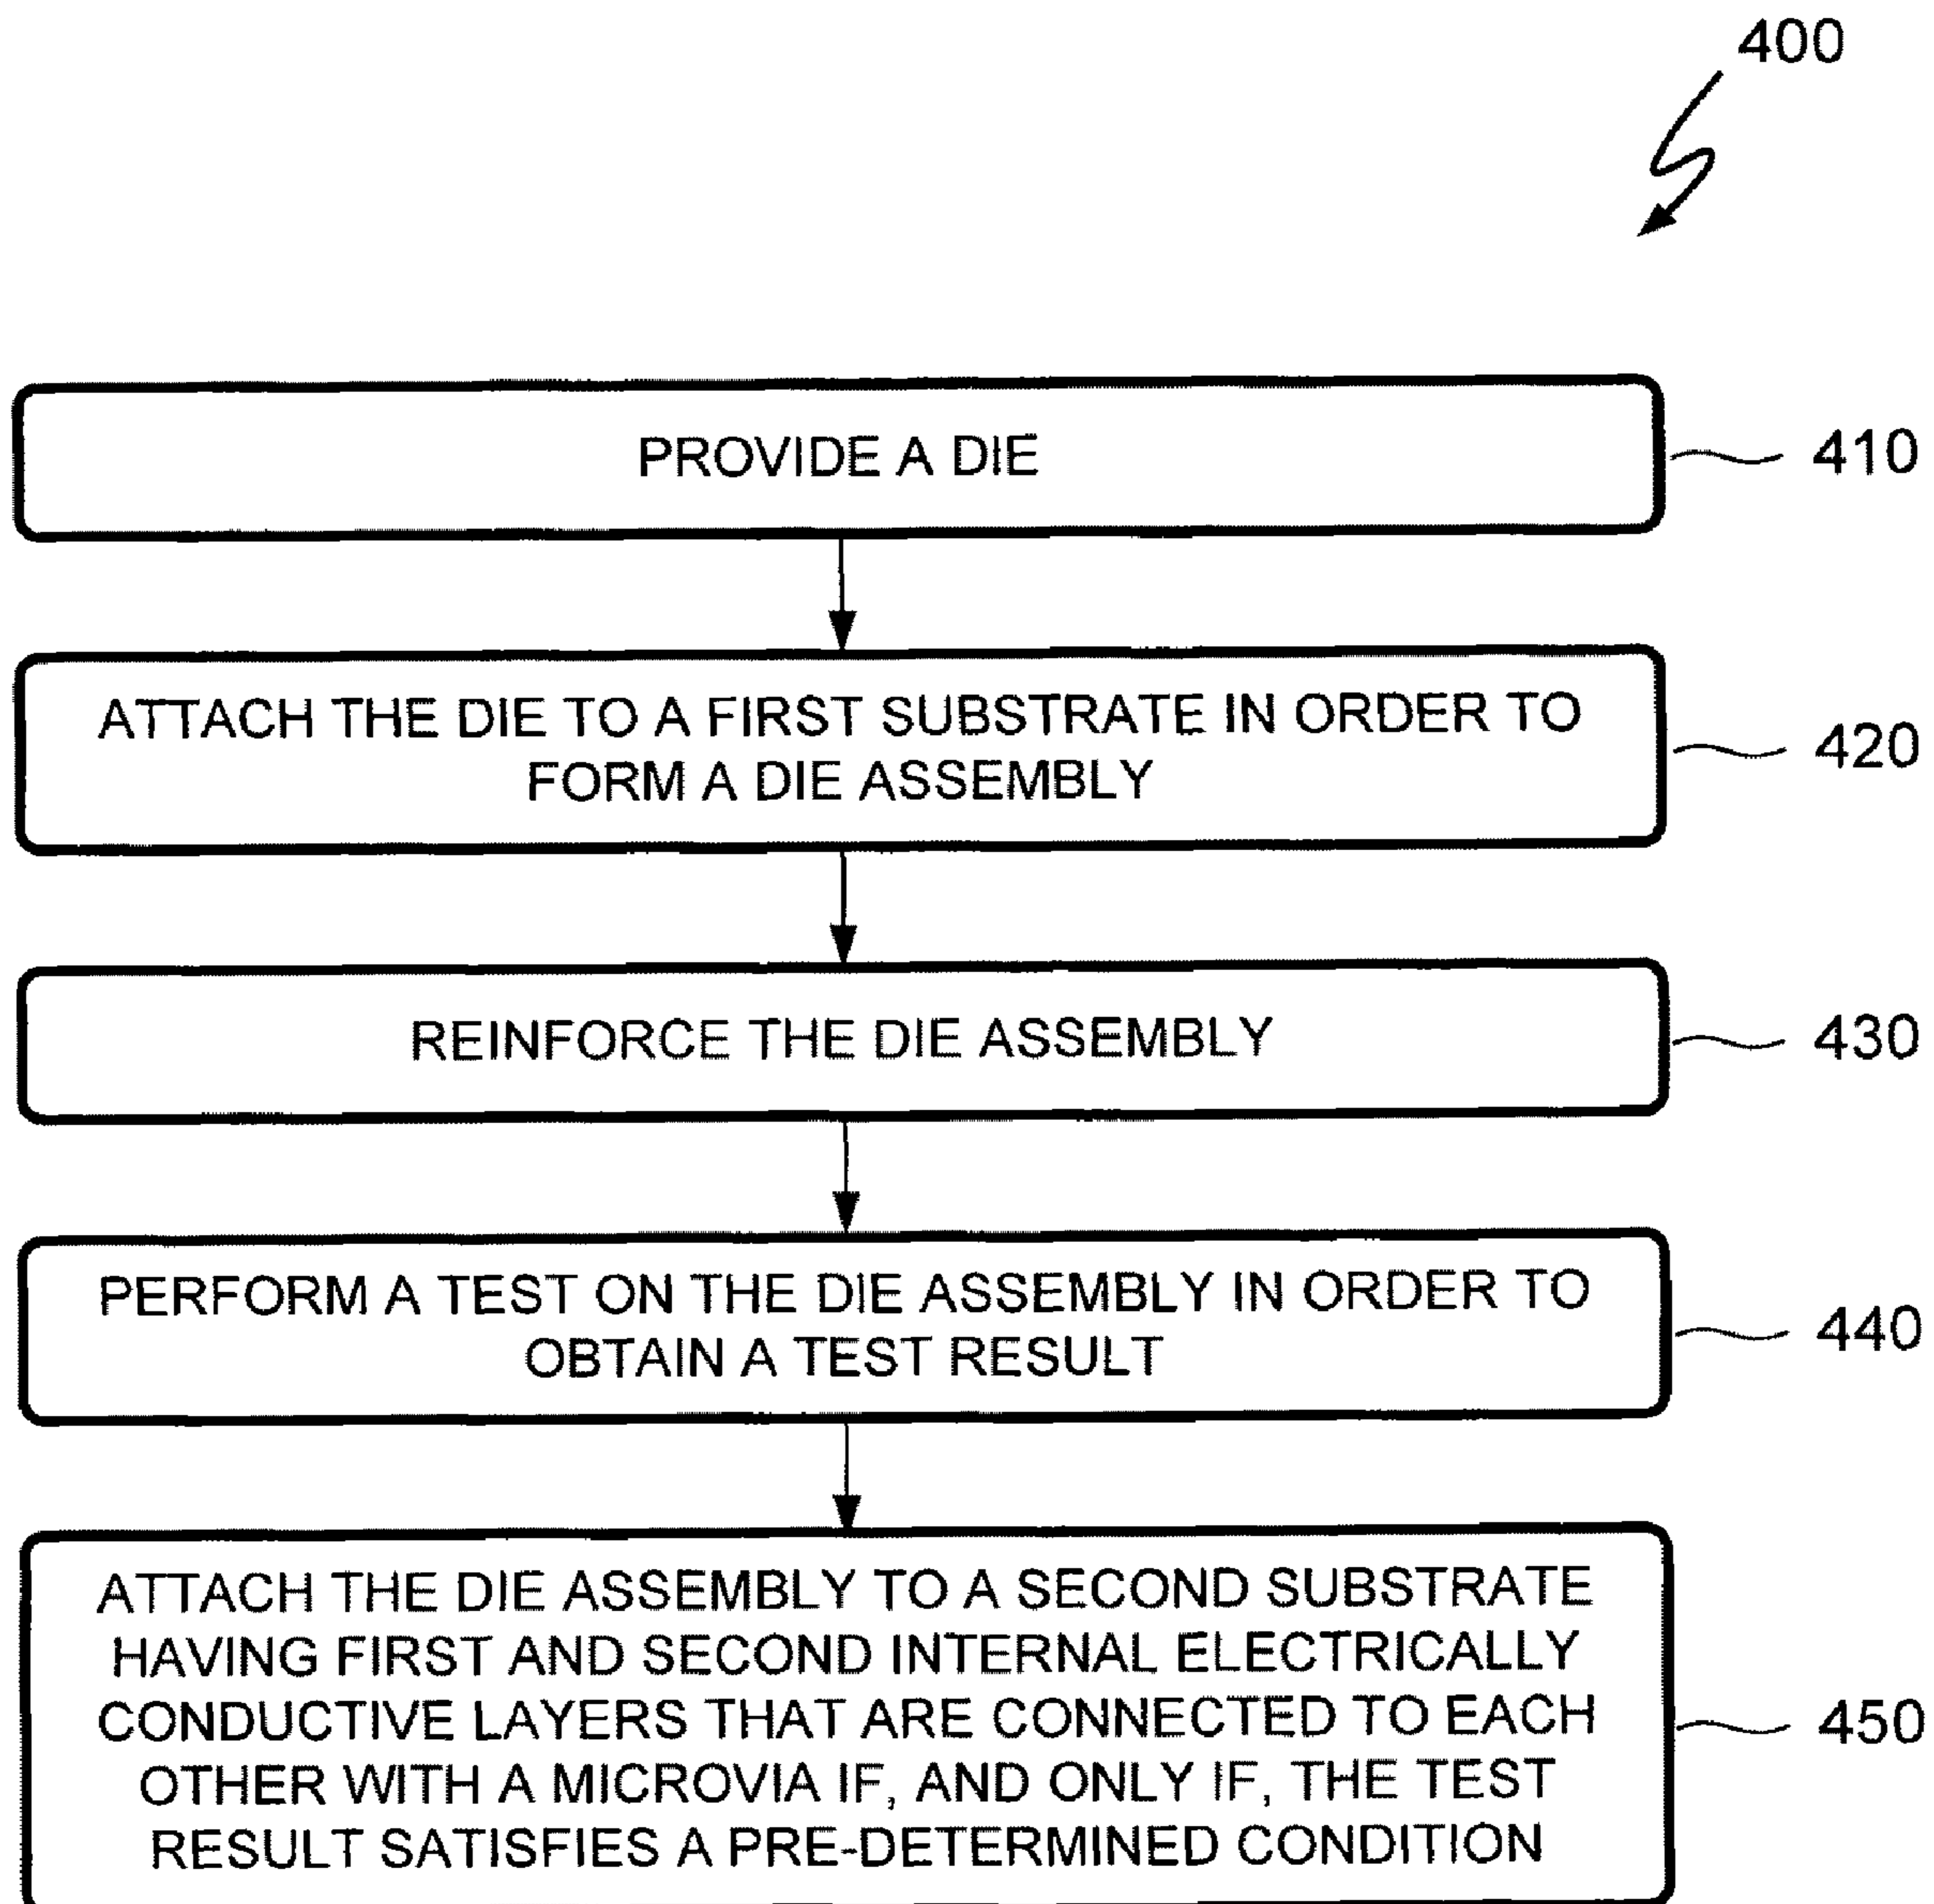 400
PROVIDE A DIE
410
ATTACH THE DIE TO A FIRST SUBSTRATE IN ORDER TO
FORM A DIE ASSEMBLY
420
REINFORCE THE DIE ASSEMBLY
430
PERFORM A TEST ON THE DIE ASSEMBLY IN ORDER TO
OBTAIN A TEST RESULT
440
ATTACH THE DIE ASSEMBLY TO A SECOND SUBSTRATE
HAVING FIRST AND SECOND INTERNAL ELECTRICALLY
CONDUCTIVE LAYERS THAT ARE CONNECTED TO EACH
OTHER WITH A MICROVIA IF, AND ONLY IF, THE TEST
RESULT SATISFIES A PRE-DETERMINED CONDITION
450